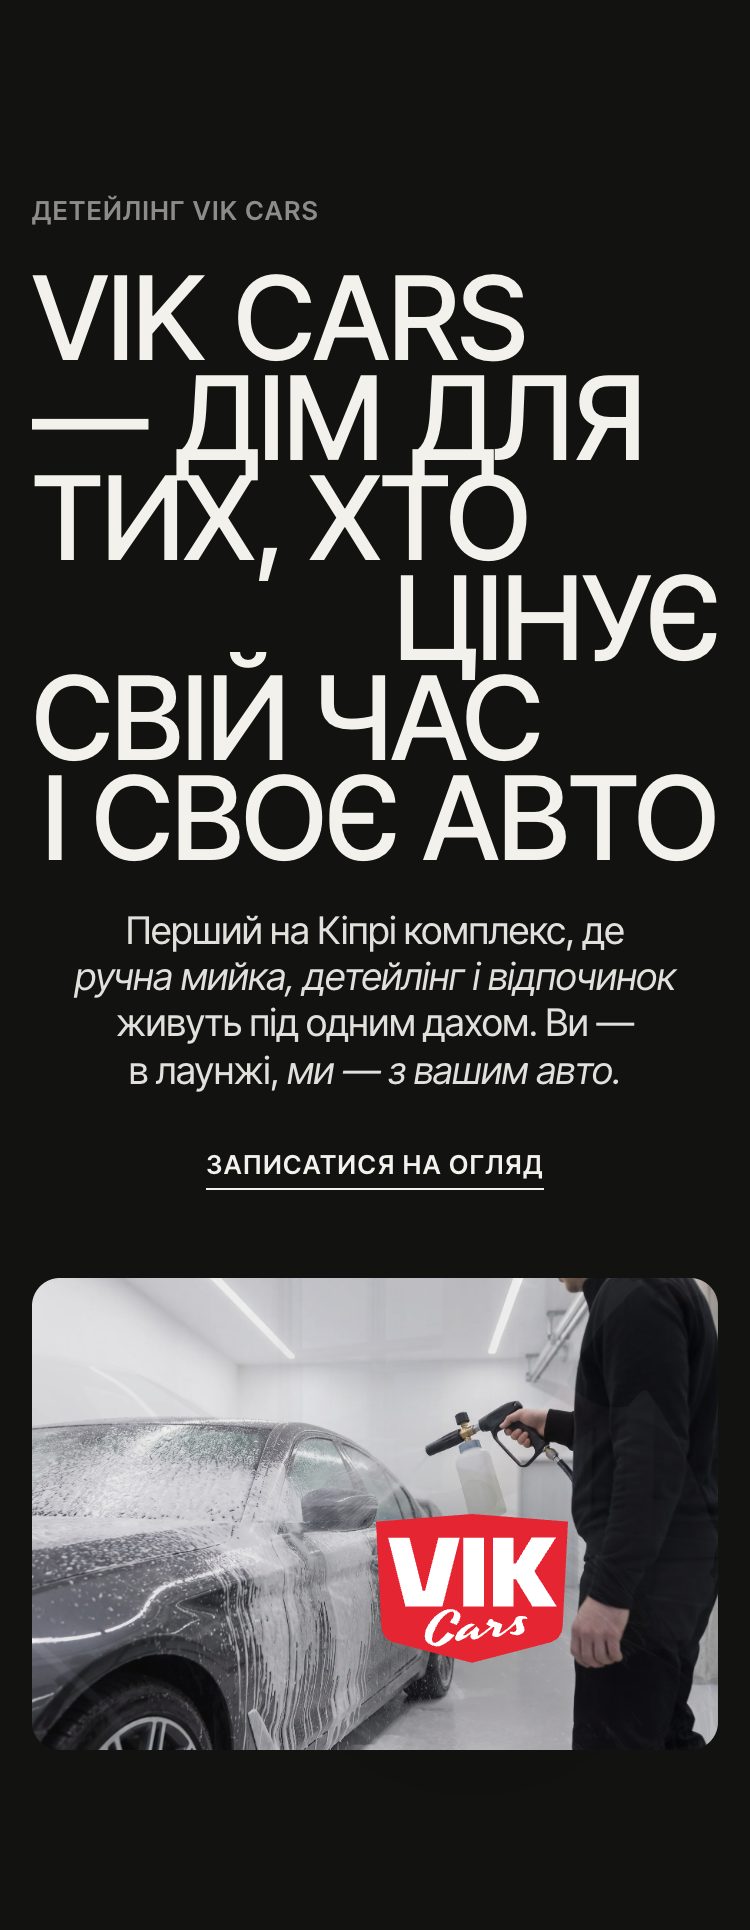 ДЕТЕЙЛІНГ VIK CARS
VIK CARS
— ДІМ ДЛЯ
ТИХ, ХТО
ЦІНУЄ
СВІЙ ЧАС
І СВОЄ АВТО
Перший на Кіпрі комплекс, де
ручна мийка, детейлінг і відпочинок
живуть під одним дахом. Ви —
в лаунжі, ми — з вашим авто.
ЗАПИСАТИСЯ НА ОГЛЯД
VIK
Cars